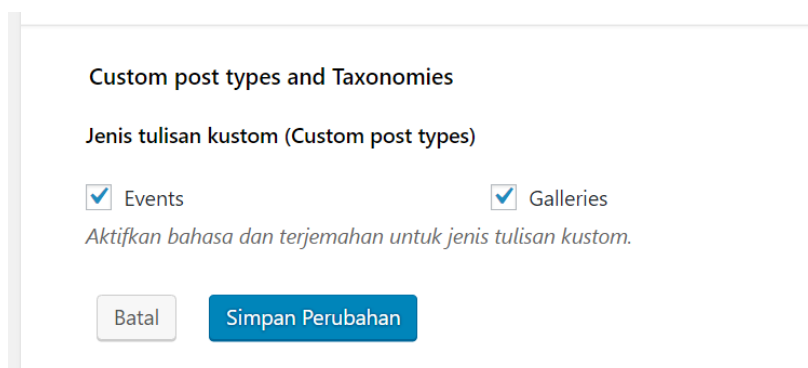 Custom post types and Taxonomies
Jenis tulisan kustom (Custom post types)
Events Galleries
Aktifkan bahasa dan terjemahan untuk jenis tulisan kustom.
Batal Simpan Perubahan